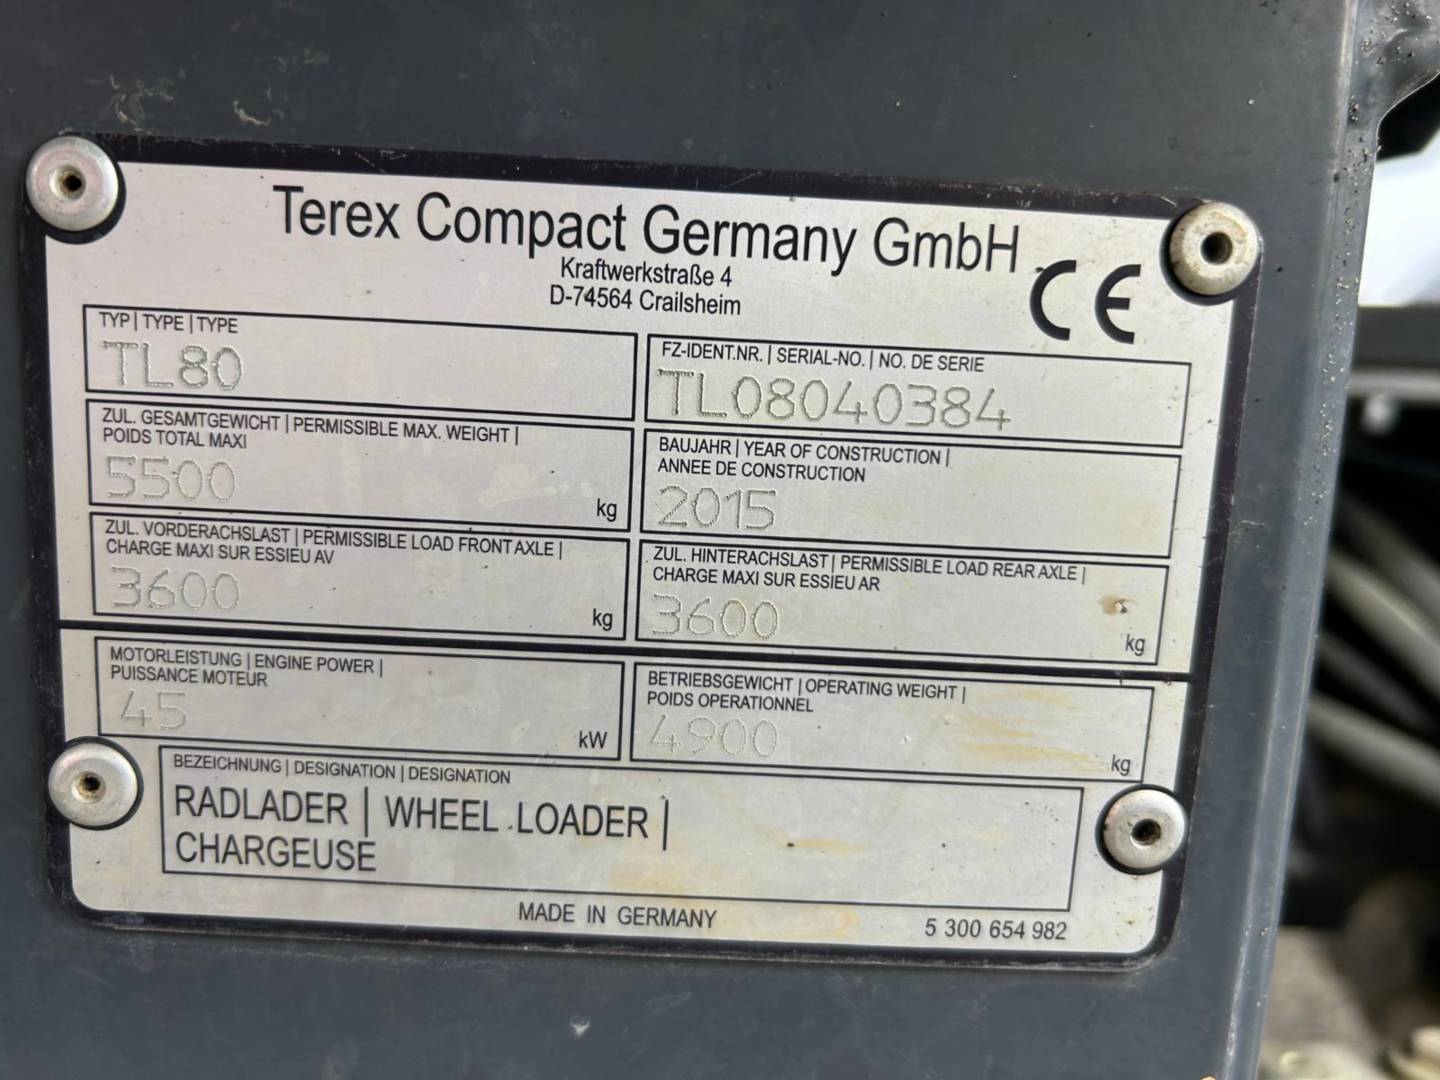 Terex Compact Germany GmbH
Kraftwerkstraße 4
D-74564 Crailsheim
CE
TYP | TYPE | TYPE
TL80
FZ-IDENT.NR. | SERIAL-NO. | NO. DE SERIE
TL08040384
ZUL. GESAMTGEWICHT | PERMISSIBLE MAX. WEIGHT |
POIDS TOTAL MAXI
5500
kg
BAUJAHR | YEAR OF CONSTRUCTION |
ANNEE DE CONSTRUCTION
2015
ZUL. VORDERACHSLAST | PERMISSIBLE LOAD FRONT AXLE |
CHARGE MAXI SUR ESSIEU AV
3600
kg
ZUL. HINTERACHSLAST | PERMISSIBLE LOAD REAR AXLE |
CHARGE MAXI SUR ESSIEU AR
3600
kg
MOTORLEISTUNG | ENGINE POWER |
PUISSANCE MOTEUR
45
kW
BETRIEBSGEWICHT | OPERATING WEIGHT |
POIDS OPERATIONNEL
4900
kg
BEZEICHNUNG | DESIGNATION | DESIGNATION
RADLADER | WHEEL LOADER |
CHARGEUSE
MADE IN GERMANY
5 300 654 982